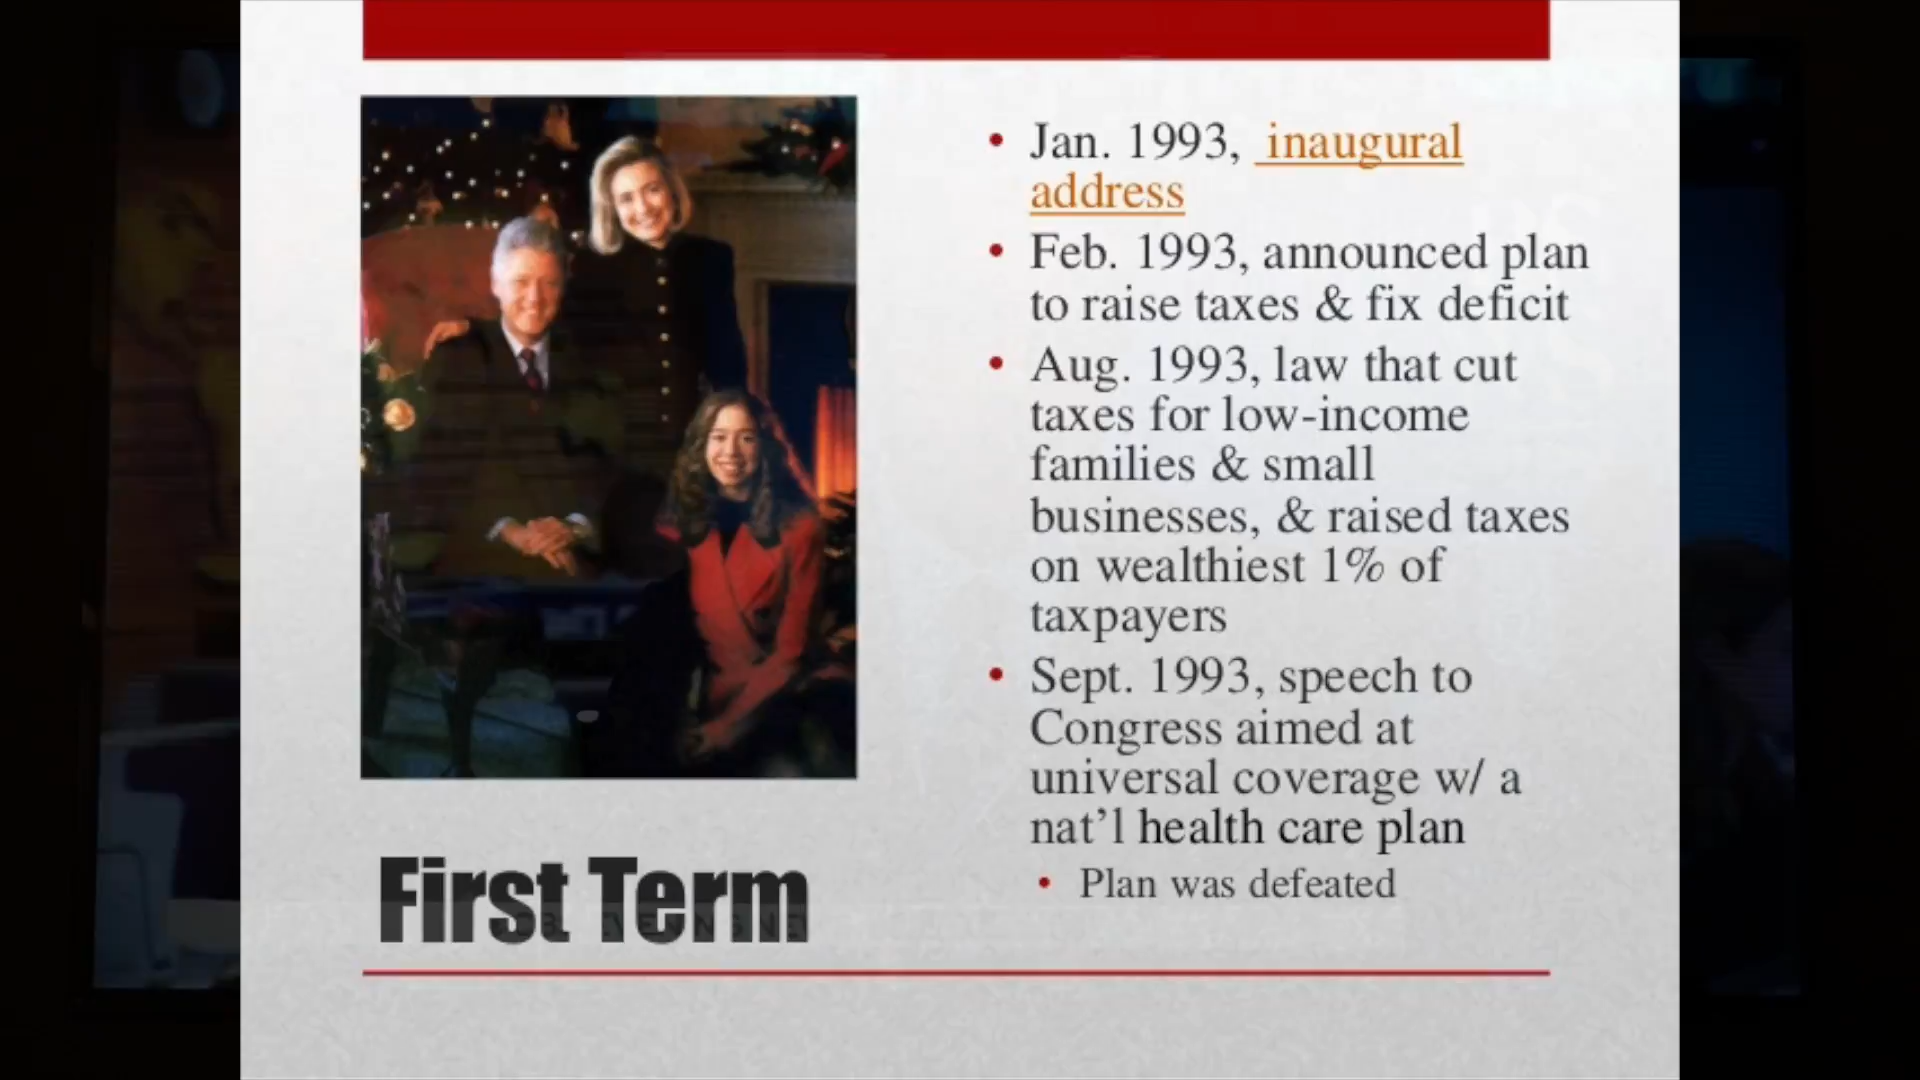 Jan. 1993, inaugural
address
Feb. 1993, announced plan
to raise taxes & fix deficit
Aug. 1993, law that cut
taxes for low-income
families & small
businesses, & raised taxes
on wealthiest 1% of
taxpayers
Sept. 1993, speech to
Congress aimed at
universal coverage w/ a
nat’l health care plan
Plan was defeated
First Term